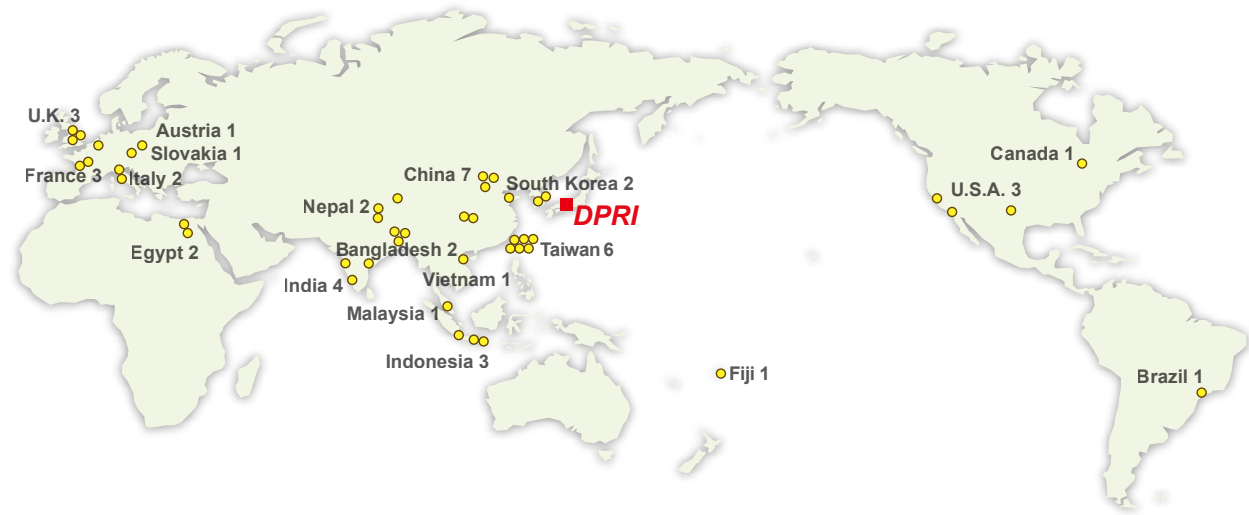 U.K. 3
Austria 1
Slovakia 1
France 3
Italy 2
Egypt 2
China 7
South Korea 2
DPRI
Nepal 2
Bangladesh 2
Taiwan 6
India 4
Vietnam 1
Malaysia 1
Indonesia 3
Fiji 1
Canada 1
U.S.A. 3
Brazil 1